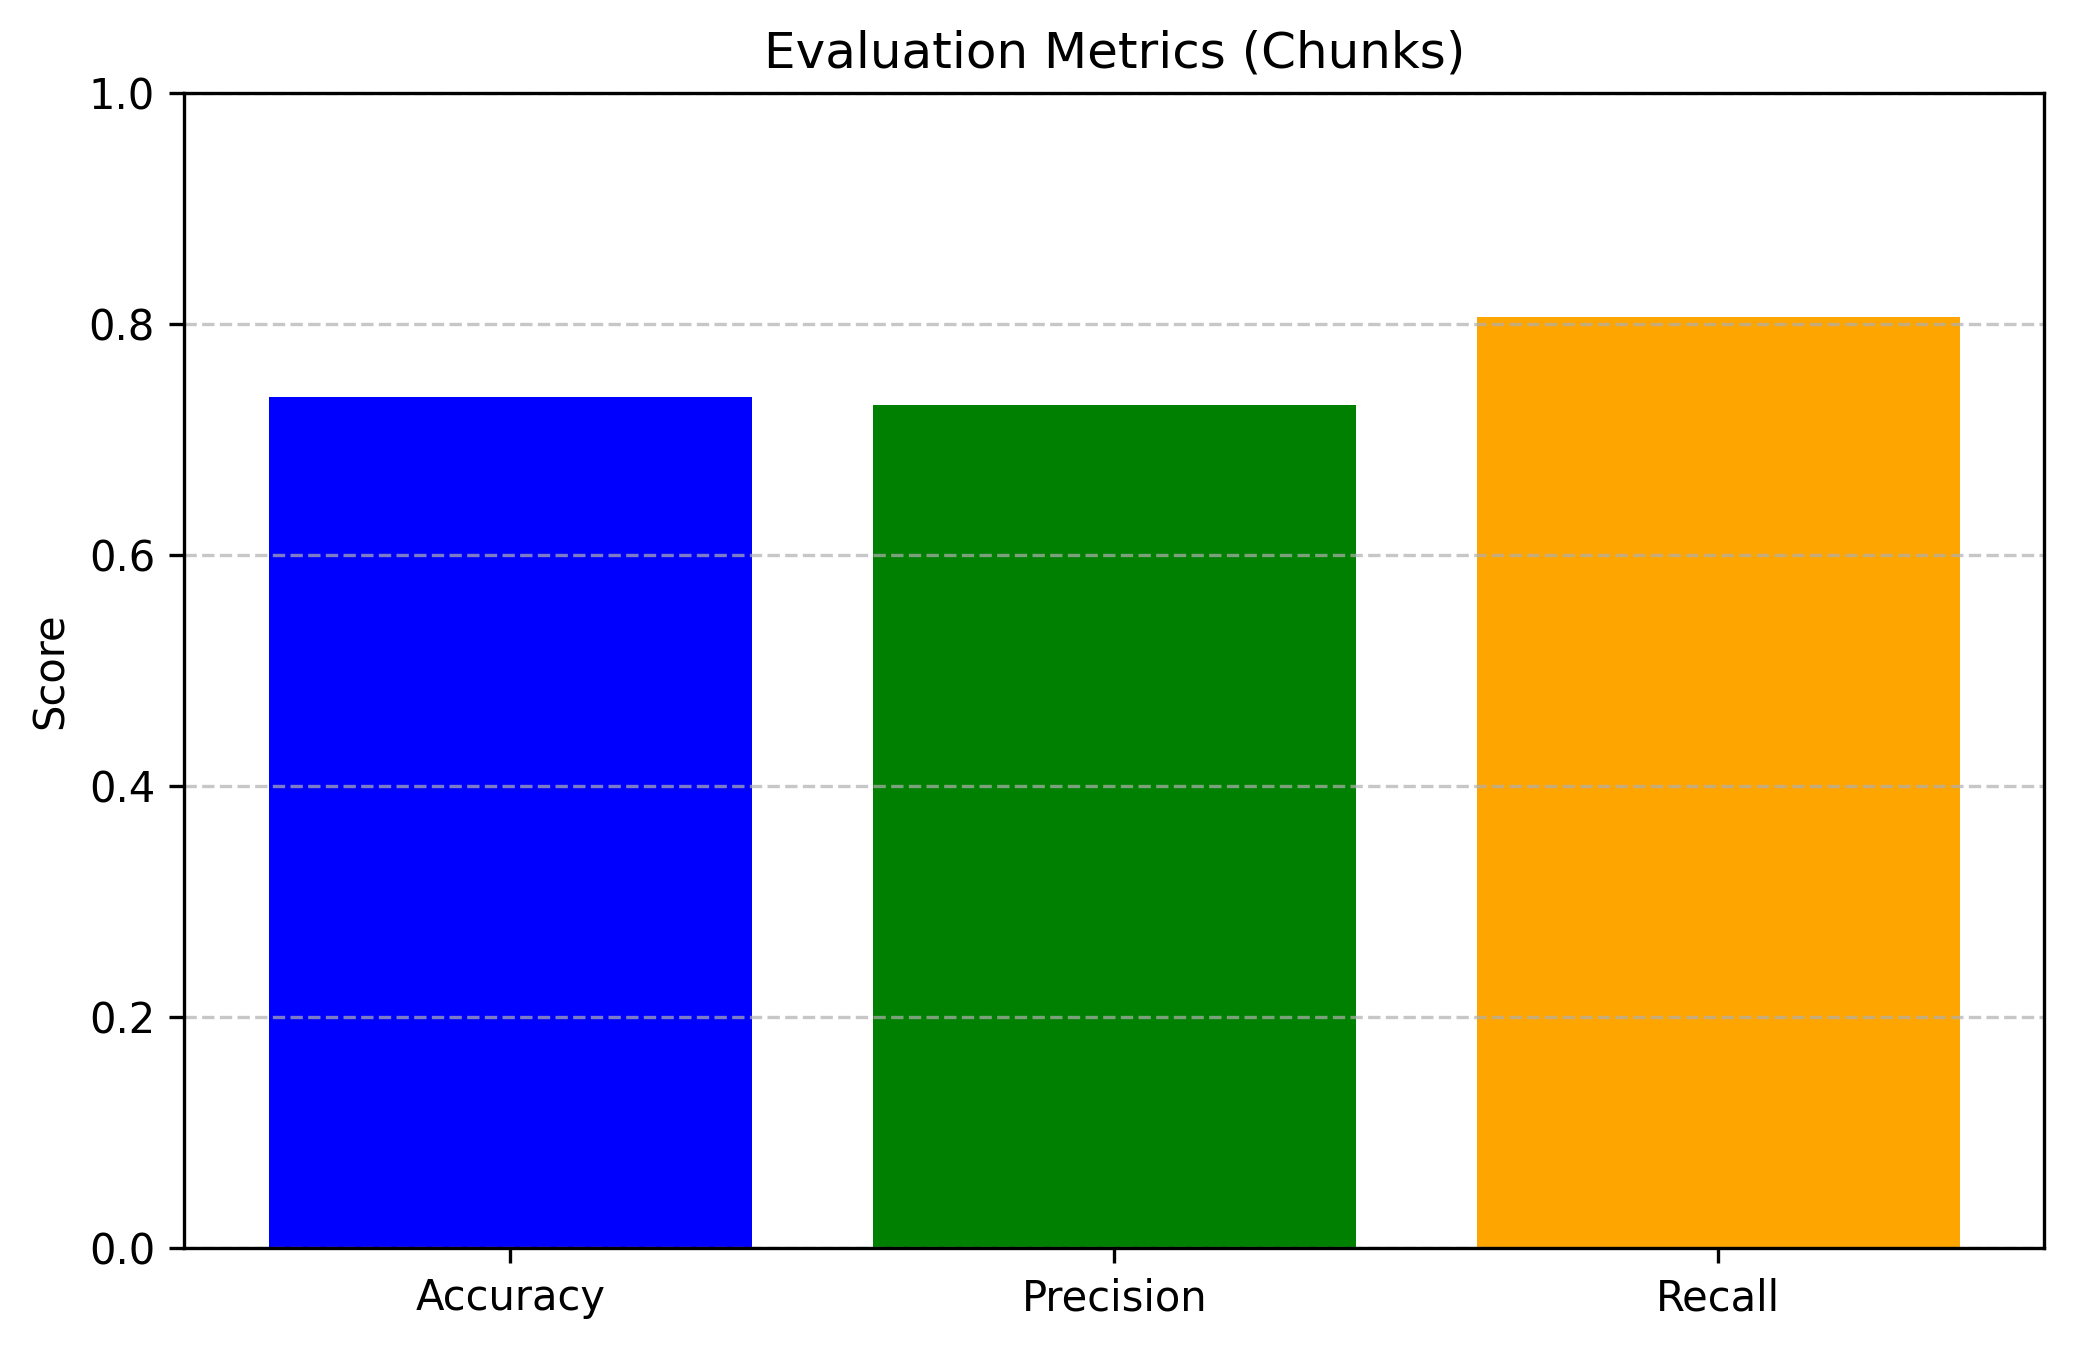 Evaluation Metrics (Chunks)
1.0
0.8
0.6
0.4
0.2
0.0
Score
Accuracy
Precision
Recall